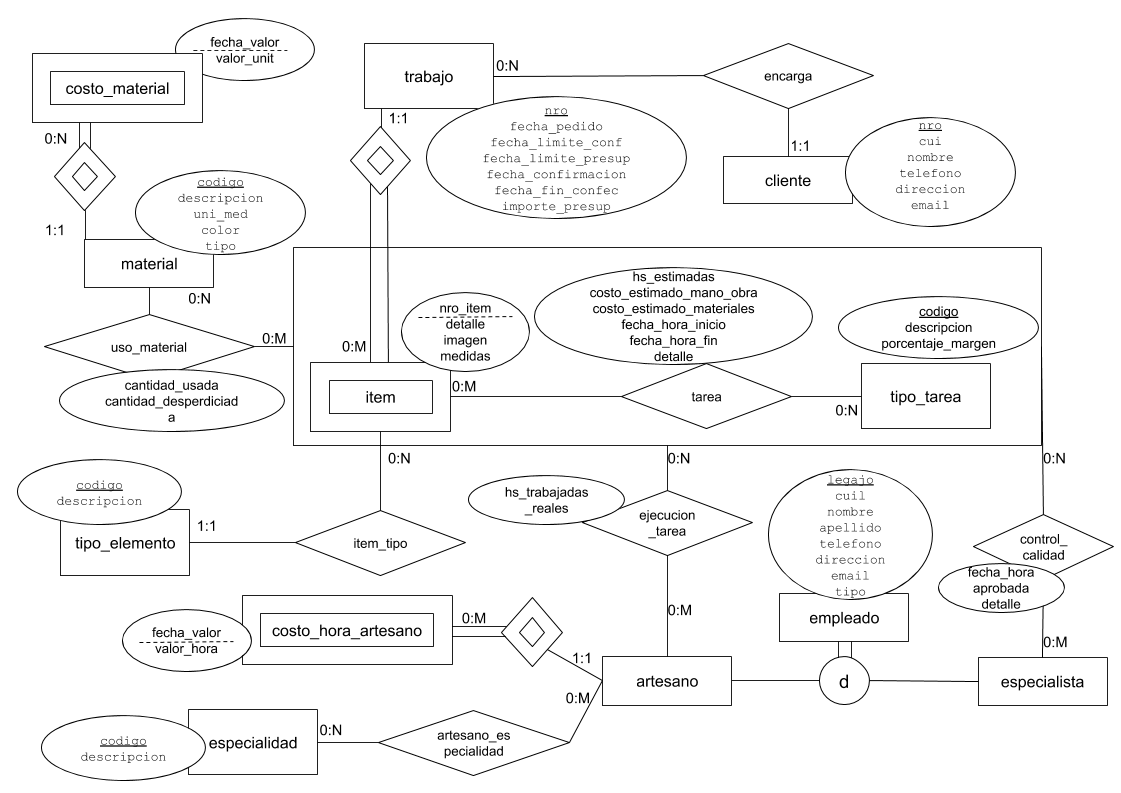 fecha_valor
valor_unit
costo_material
trabajo
0:N
encarga
0:N
1:1
nro
fecha_pedido
fecha_limite_conf
fecha_limite_presup
fecha_confirmacion
fecha_fin_confec
importe_presup
1:1
cliente
nro
cui
nombre
telefono
direccion
email
codigo
descripcion
uni_med
color
tipo
1:1
material
0:N
uso_material
0:M
cantidad_usada
cantidad_desperdiciad
a
nro_item
detalle
imagen
medidas
0:M
item
0:M
hs_estimadas
costo_estimado_mano_obra
costo_estimado_materiales
fecha_hora_inicio
fecha_hora_fin
detalle
tarea
codigo
descripcion
porcentaje_margen
0:N
tipo_tarea
0:N
0:N
0:N
codigo
descripcion
tipo_elemento
1:1
item_tipo
hs_trabajadas
_reales
ejecucion
_tarea
legajo
cuil
nombre
apellido
telefono
direccion
email
tipo
empleado
control_
calidad
fecha_hora
aprobada
detalle
fecha_valor
valor_hora
costo_hora_artesano
0:M
1:1
0:M
0:M
0:M
artesano
d
especialista
codigo
descripcion
especialidad
0:N
artesano_es
pecialidad